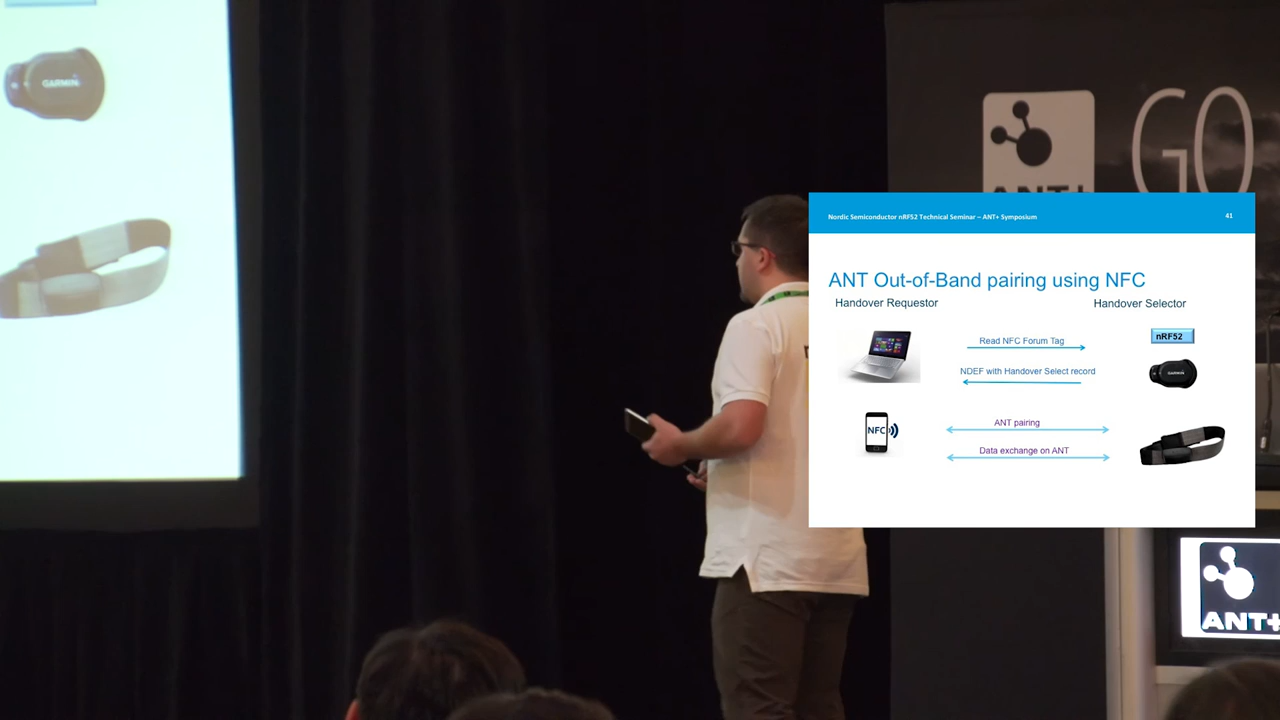 GARMIN
ANT+
GO
Nordic Semiconductor nRF52 Technical Seminar – ANT+ Symposium
41
ANT Out-of-Band pairing using NFC
Handover Requestor
Handover Selector
Read NFC Forum Tag
nRF52
NDEF with Handover Select record
GARMIN
ANT pairing
NFC
Data exchange on ANT
ANT+